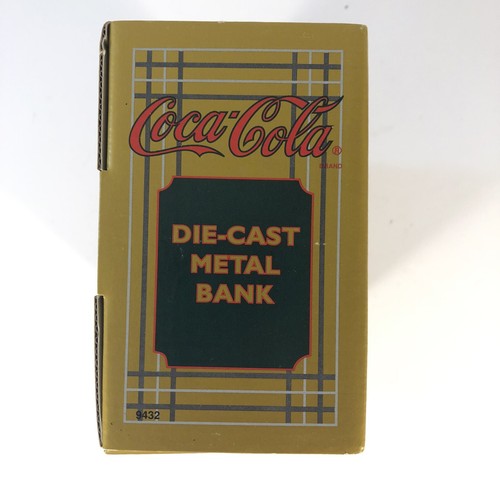 Coca-Cola®
BRAND
DIE-CAST
METAL
BANK
9432